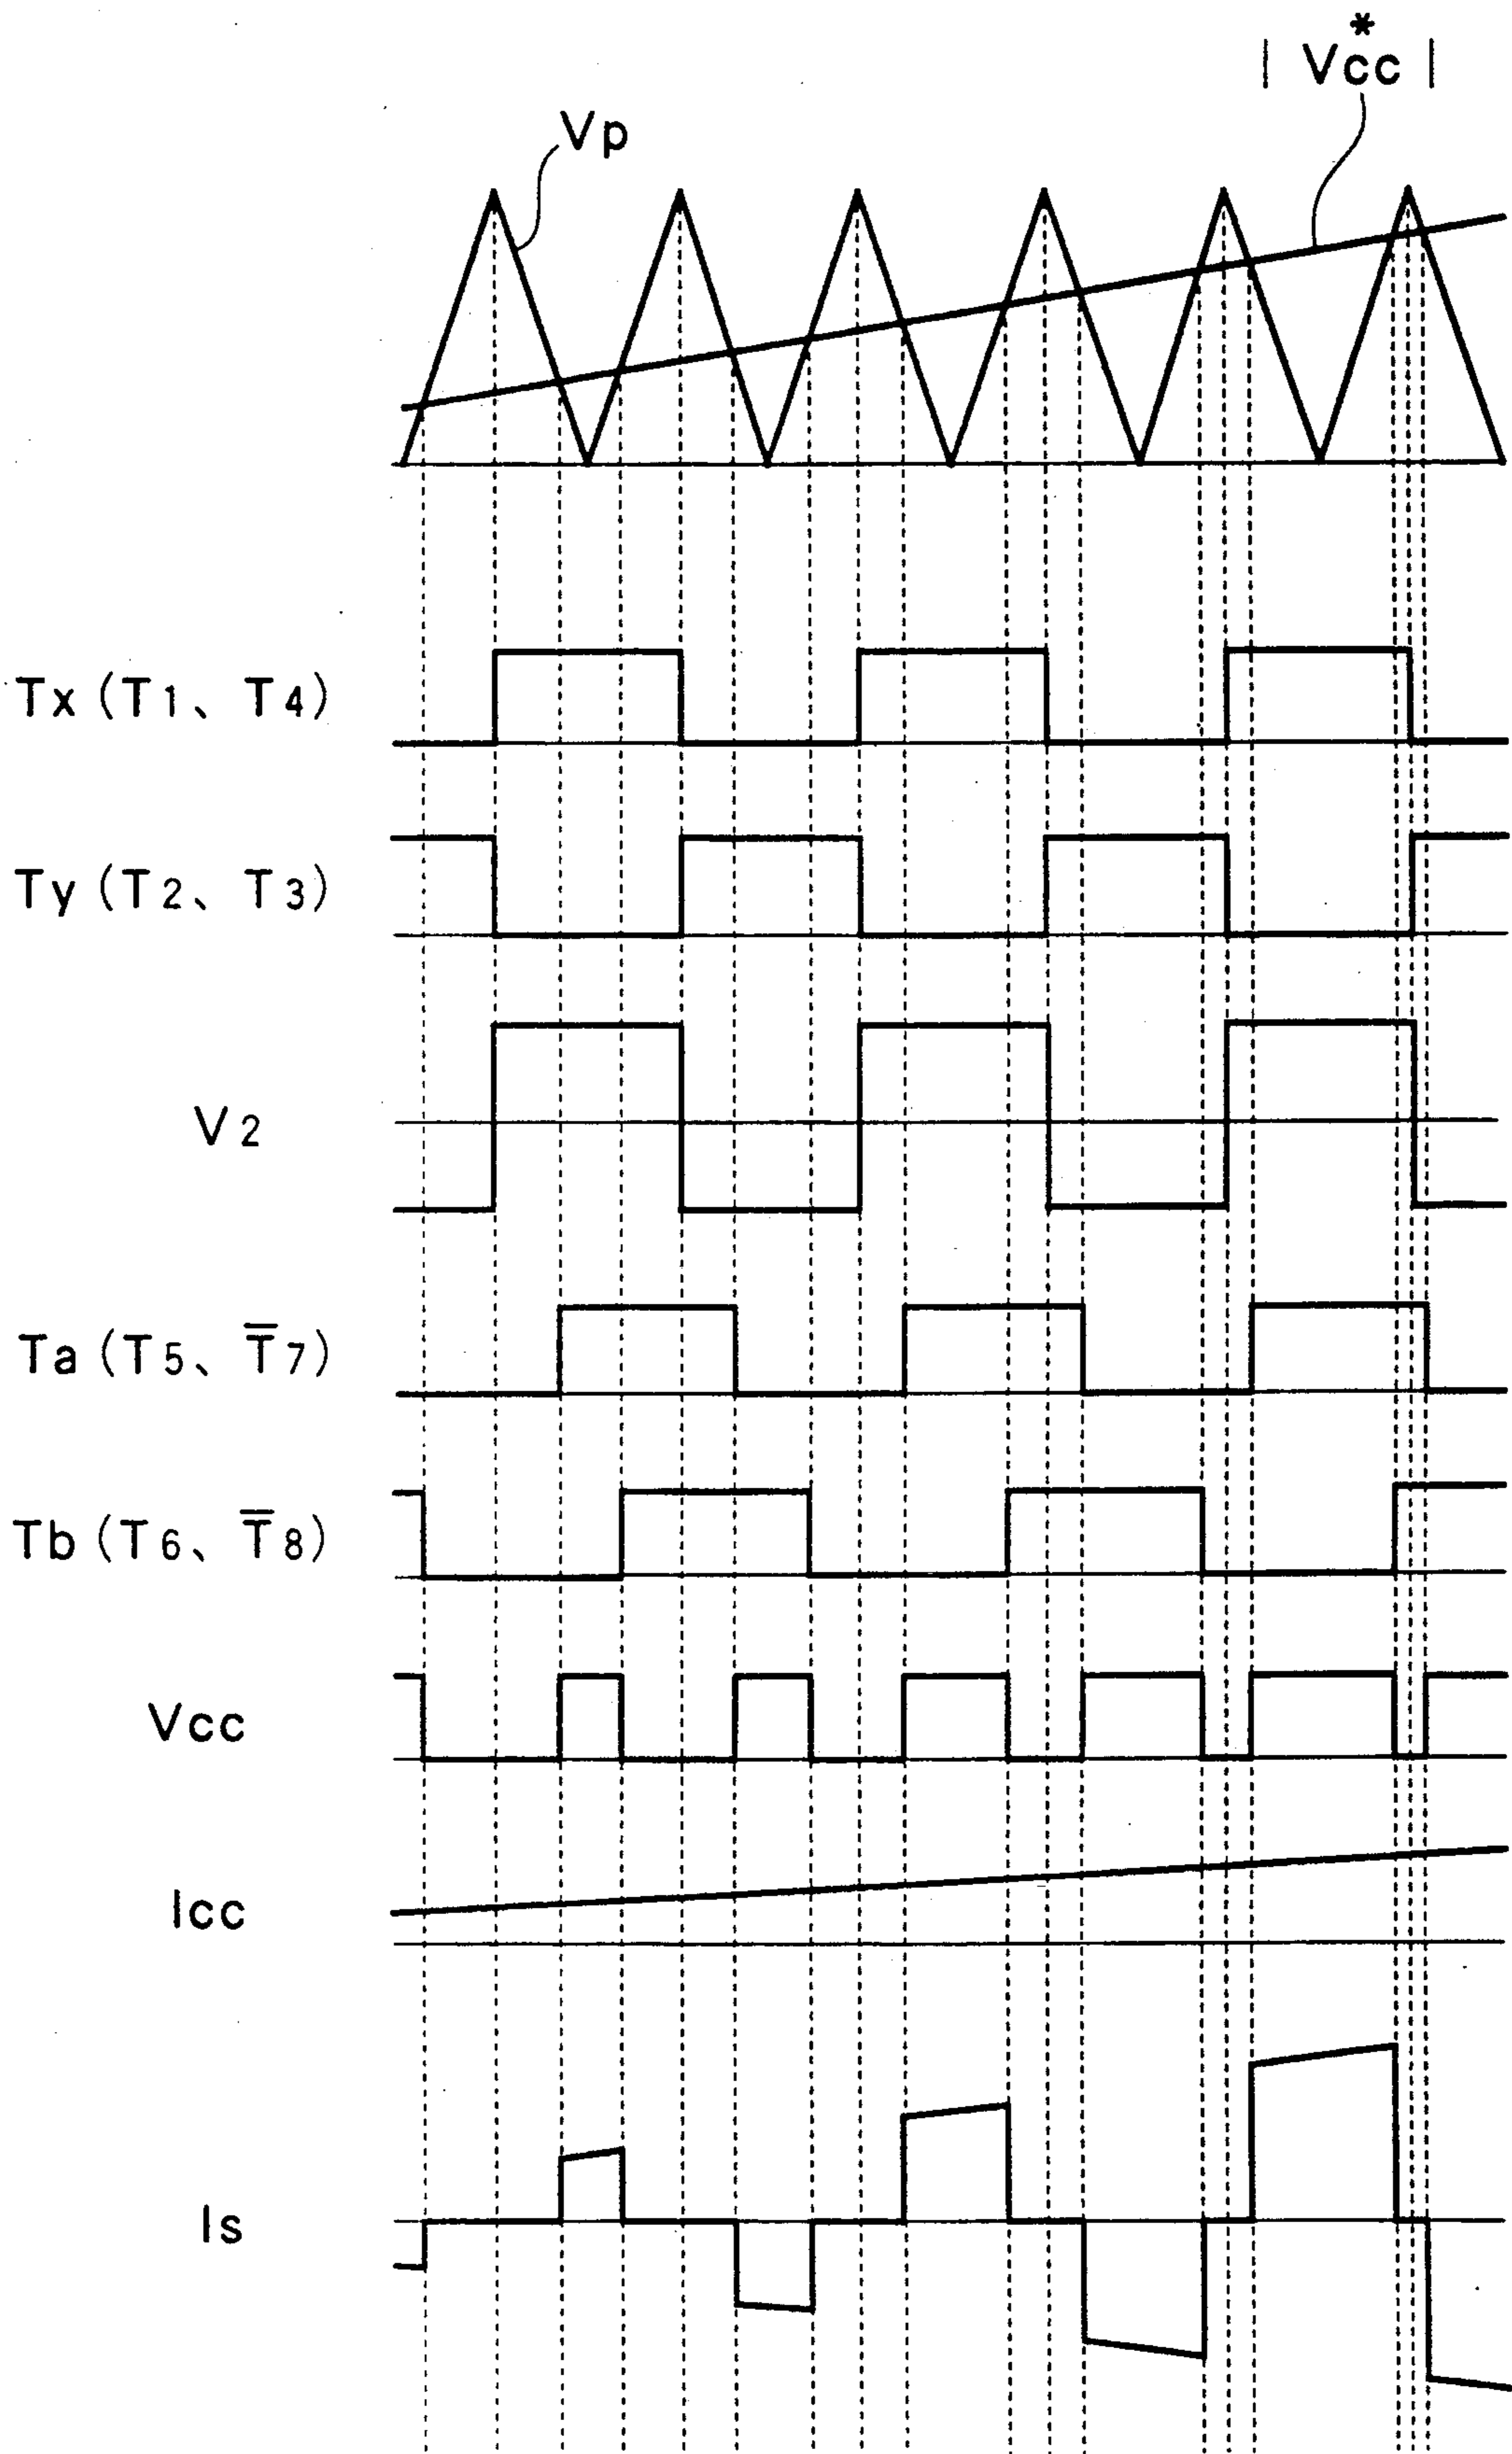 | Vcc* |
Vp
Tx (T1、 T4)
Ty (T2、 T3)
V2
Ta (T5、 T̅7)
Tb (T6、 T̅8)
Vcc
Icc
Is